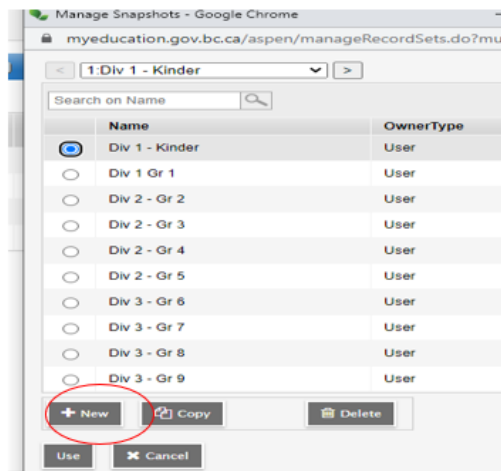 Manage Snapshots - Google Chrome
myeducation.gov.bc.ca/aspen/manageRecordSets.do?mu
< 1:Div 1 - Kinder >
Search on Name
Name OwnerType
Div 1 - Kinder User
Div 1 Gr 1 User
Div 2 - Gr 2 User
Div 2 - Gr 3 User
Div 2 - Gr 4 User
Div 2 - Gr 5 User
Div 3 - Gr 6 User
Div 3 - Gr 7 User
Div 3 - Gr 8 User
Div 3 - Gr 9 User
+ New Copy Delete
Use Cancel